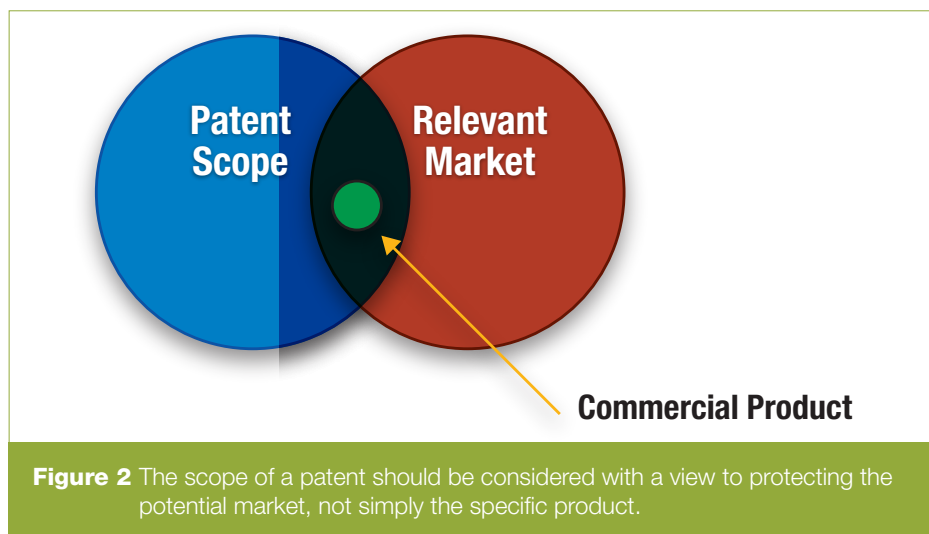 Patent
Scope
Relevant
Market
Commercial Product
Figure 2 The scope of a patent should be considered with a view to protecting the
potential market, not simply the specific product.